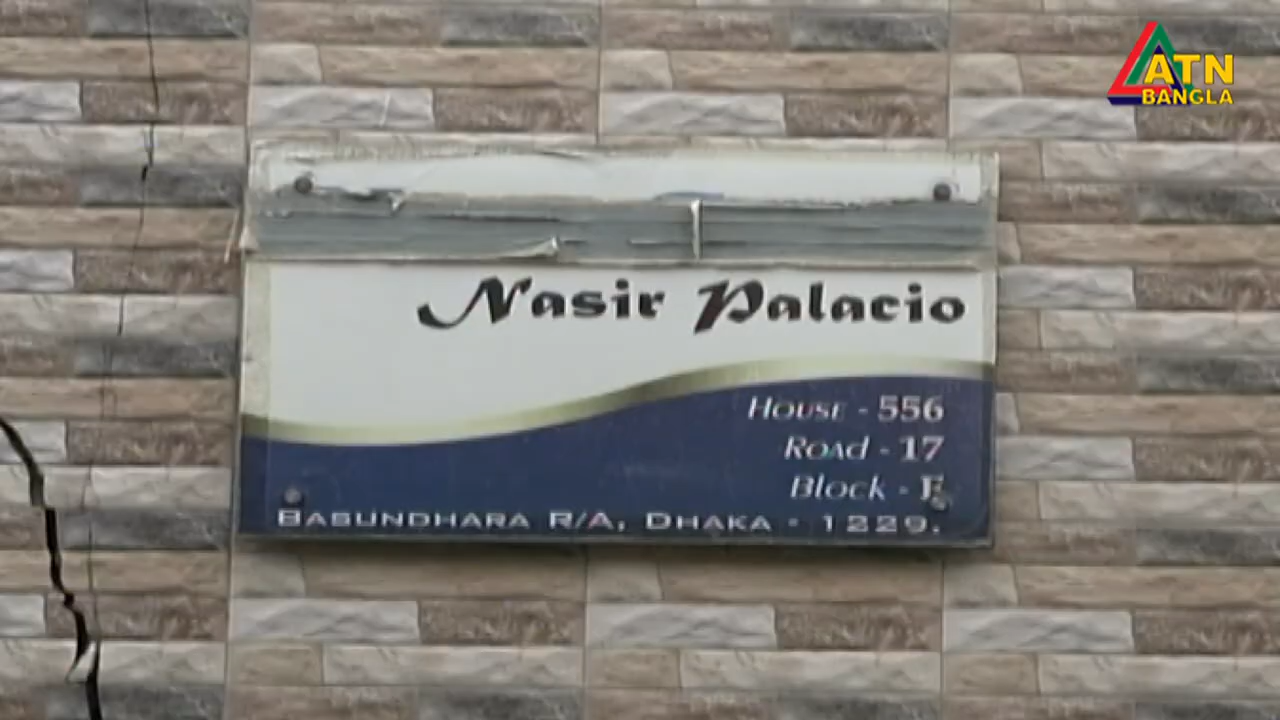 ATN
BANGLA
Nasir Palacio
House - 556
Road - 17
Block -
Basundhara R/A, Dhaka - 1229.